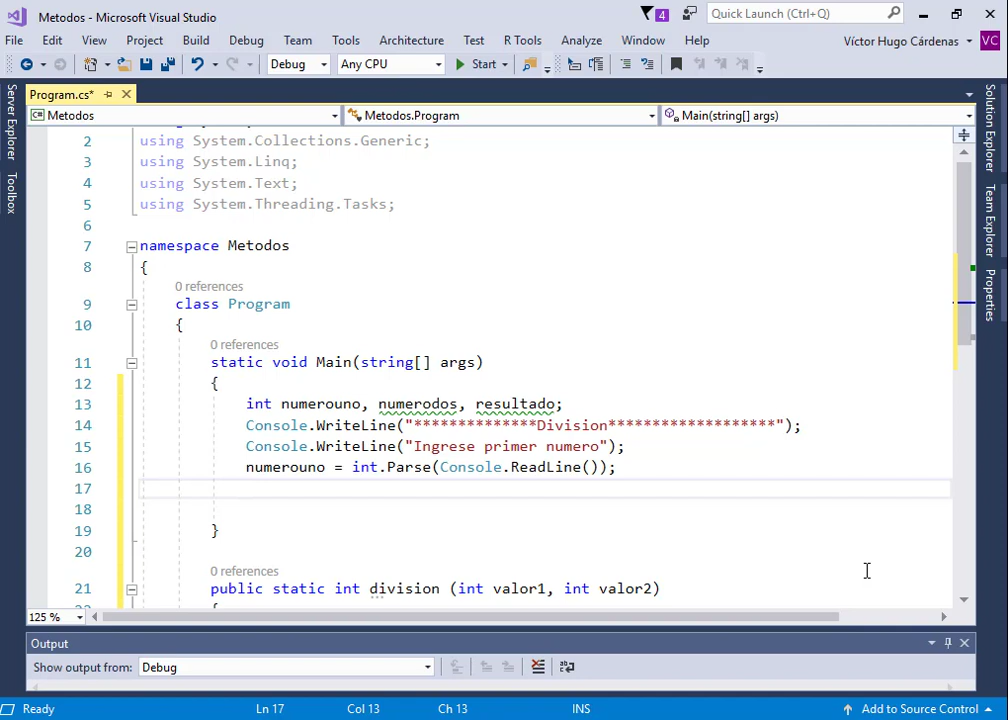 Metodos - Microsoft Visual Studio
4
Quick Launch (Ctrl+Q)
File Edit View Project Build Debug Team Tools Architecture Test R Tools Analyze Window Help
Víctor Hugo Cárdenas VC
Debug Any CPU Start
Server Explorer
Toolbox
Program.cs*
Metodos Metodos.Program Main(string[] args)
2 using System.Collections.Generic;
3 using System.Linq;
4 using System.Text;
5 using System.Threading.Tasks;
6
7 namespace Metodos
8 {
0 references
9 class Program
10 {
0 references
11 static void Main(string[] args)
12 {
13 int numerouno, numerodos, resultado;
14 Console.WriteLine("**************Division*******************");
15 Console.WriteLine("Ingrese primer numero");
16 numerouno = int.Parse(Console.ReadLine());
17
18
19 }
20
0 references
21 public static int division (int valor1, int valor2)
125 %
Solution Explorer
Team Explorer
Properties
Output
Show output from: Debug
Ready Ln 17 Col 13 Ch 13 INS Add to Source Control